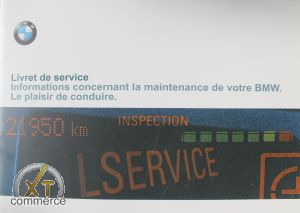 BMW
Livret de service
Informations concernant la maintenance de votre BMW.
Le plaisir de conduire.
21950 km
INSPECTION
LSERVICE
XT
commerce